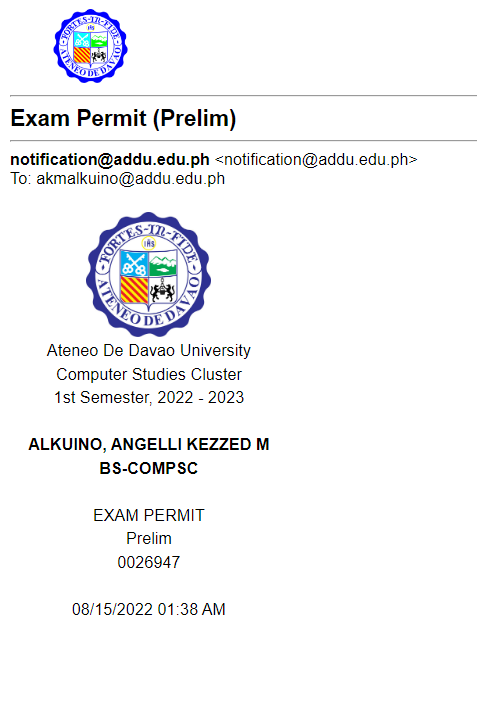 FORTES IN FIDE
IHS
ATENEO DE DAVAO
Exam Permit (Prelim)
notification@addu.edu.ph <notification@addu.edu.ph>
To: akmalkuino@addu.edu.ph
FORTES-IN-FIDE
IHS
ATENEO DE DAVAO
Ateneo De Davao University
Computer Studies Cluster
1st Semester, 2022 - 2023
ALKUINO, ANGELLI KEZZED M
BS-COMPSC
EXAM PERMIT
Prelim
0026947
08/15/2022 01:38 AM